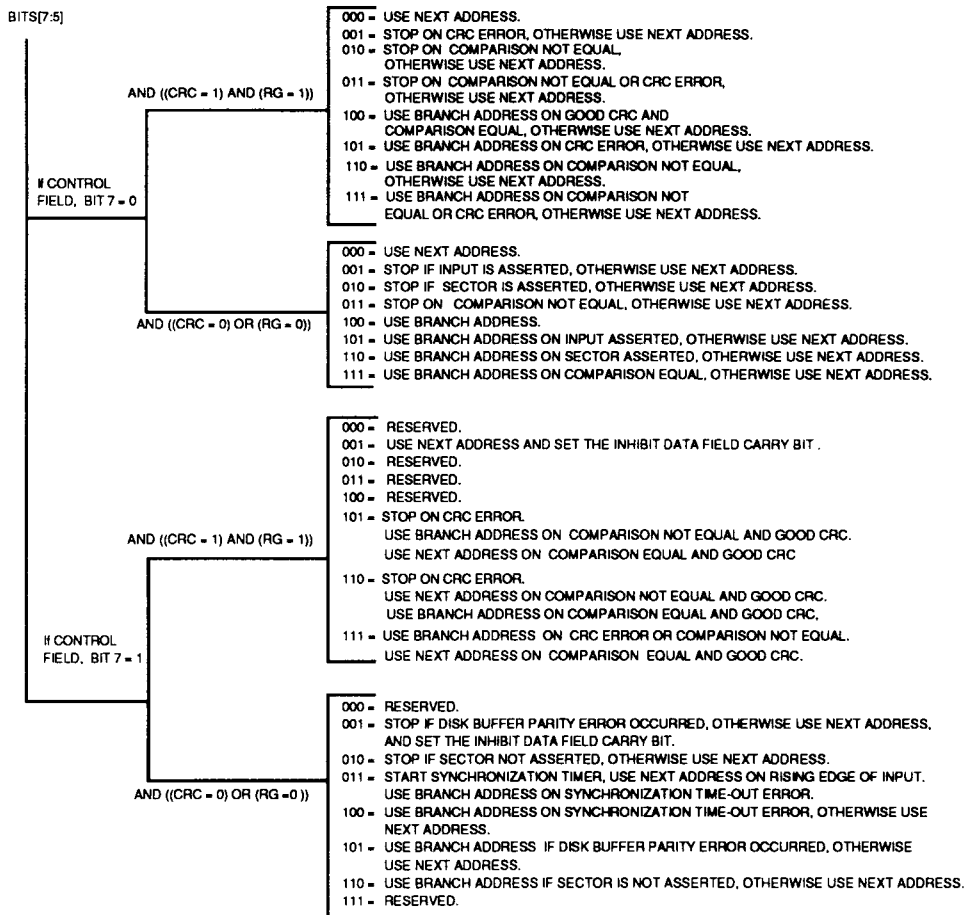 BITS[7:5]
000 = USE NEXT ADDRESS.
001 = STOP ON CRC ERROR, OTHERWISE USE NEXT ADDRESS.
010 = STOP ON COMPARISON NOT EQUAL,
OTHERWISE USE NEXT ADDRESS.
011 = STOP ON COMPARISON NOT EQUAL OR CRC ERROR,
OTHERWISE USE NEXT ADDRESS.
AND ((CRC = 1) AND (RG = 1))
100 = USE BRANCH ADDRESS ON GOOD CRC AND
COMPARISON EQUAL, OTHERWISE USE NEXT ADDRESS.
101 = USE BRANCH ADDRESS ON CRC ERROR, OTHERWISE USE NEXT ADDRESS.
110 = USE BRANCH ADDRESS ON COMPARISON NOT EQUAL,
OTHERWISE USE NEXT ADDRESS.
111 = USE BRANCH ADDRESS ON COMPARISON NOT
EQUAL OR CRC ERROR, OTHERWISE USE NEXT ADDRESS.
If CONTROL
FIELD, BIT 7 = 0
000 = USE NEXT ADDRESS.
001 = STOP IF INPUT IS ASSERTED, OTHERWISE USE NEXT ADDRESS.
010 = STOP IF SECTOR IS ASSERTED, OTHERWISE USE NEXT ADDRESS.
011 = STOP ON COMPARISON NOT EQUAL, OTHERWISE USE NEXT ADDRESS.
AND ((CRC = 0) OR (RG = 0))
100 = USE BRANCH ADDRESS.
101 = USE BRANCH ADDRESS ON INPUT ASSERTED, OTHERWISE USE NEXT ADDRESS.
110 = USE BRANCH ADDRESS ON SECTOR ASSERTED, OTHERWISE USE NEXT ADDRESS.
111 = USE BRANCH ADDRESS ON COMPARISON EQUAL, OTHERWISE USE NEXT ADDRESS.
000 = RESERVED.
001 = USE NEXT ADDRESS AND SET THE INHIBIT DATA FIELD CARRY BIT .
010 = RESERVED.
011 = RESERVED.
100 = RESERVED.
101 = STOP ON CRC ERROR.
USE BRANCH ADDRESS ON COMPARISON NOT EQUAL AND GOOD CRC.
USE NEXT ADDRESS ON COMPARISON EQUAL AND GOOD CRC
AND ((CRC = 1) AND (RG = 1))
110 = STOP ON CRC ERROR.
USE NEXT ADDRESS ON COMPARISON NOT EQUAL AND GOOD CRC.
USE BRANCH ADDRESS ON COMPARISON EQUAL AND GOOD CRC,
111 = USE BRANCH ADDRESS ON CRC ERROR OR COMPARISON NOT EQUAL.
USE NEXT ADDRESS ON COMPARISON EQUAL AND GOOD CRC.
If CONTROL
FIELD, BIT 7 = 1
000 = RESERVED.
001 = STOP IF DISK BUFFER PARITY ERROR OCCURRED, OTHERWISE USE NEXT ADDRESS,
AND SET THE INHIBIT DATA FIELD CARRY BIT.
010 = STOP IF SECTOR NOT ASSERTED, OTHERWISE USE NEXT ADDRESS.
011 = START SYNCHRONIZATION TIMER, USE NEXT ADDRESS ON RISING EDGE OF INPUT.
USE BRANCH ADDRESS ON SYNCHRONIZATION TIME-OUT ERROR.
AND ((CRC = 0) OR (RG =0 ))
100 = USE BRANCH ADDRESS ON SYNCHRONIZATION TIME-OUT ERROR, OTHERWISE USE
NEXT ADDRESS.
101 = USE BRANCH ADDRESS IF DISK BUFFER PARITY ERROR OCCURRED, OTHERWISE
USE NEXT ADDRESS.
110 = USE BRANCH ADDRESS IF SECTOR IS NOT ASSERTED, OTHERWISE USE NEXT ADDRESS.
111 = RESERVED.